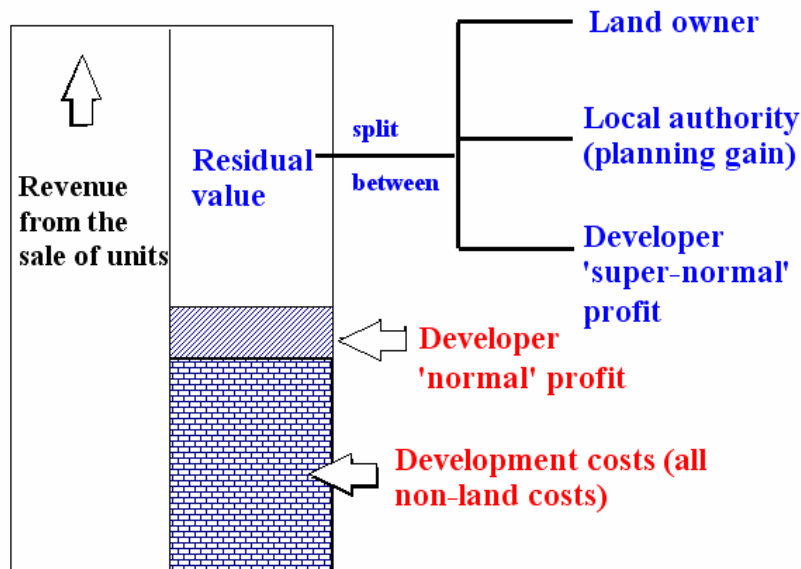 Revenue
from the
sale of units
Residual
value
split
between
Land owner
Local authority
(planning gain)
Developer
'super-normal'
profit
Developer
'normal' profit
Development costs (all
non-land costs)